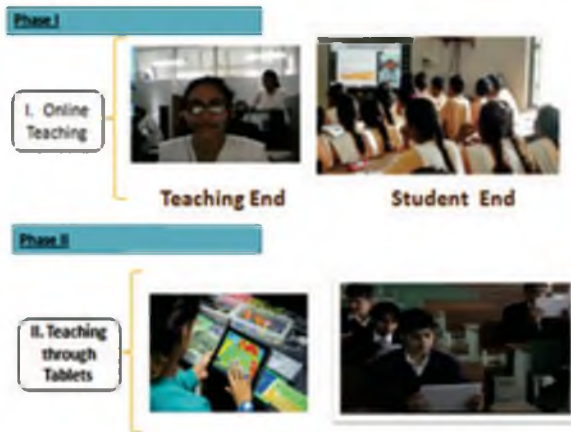 Phase I
I. Online
Teaching
Teaching End
Student End
Phase II
II. Teaching
through
Tablets